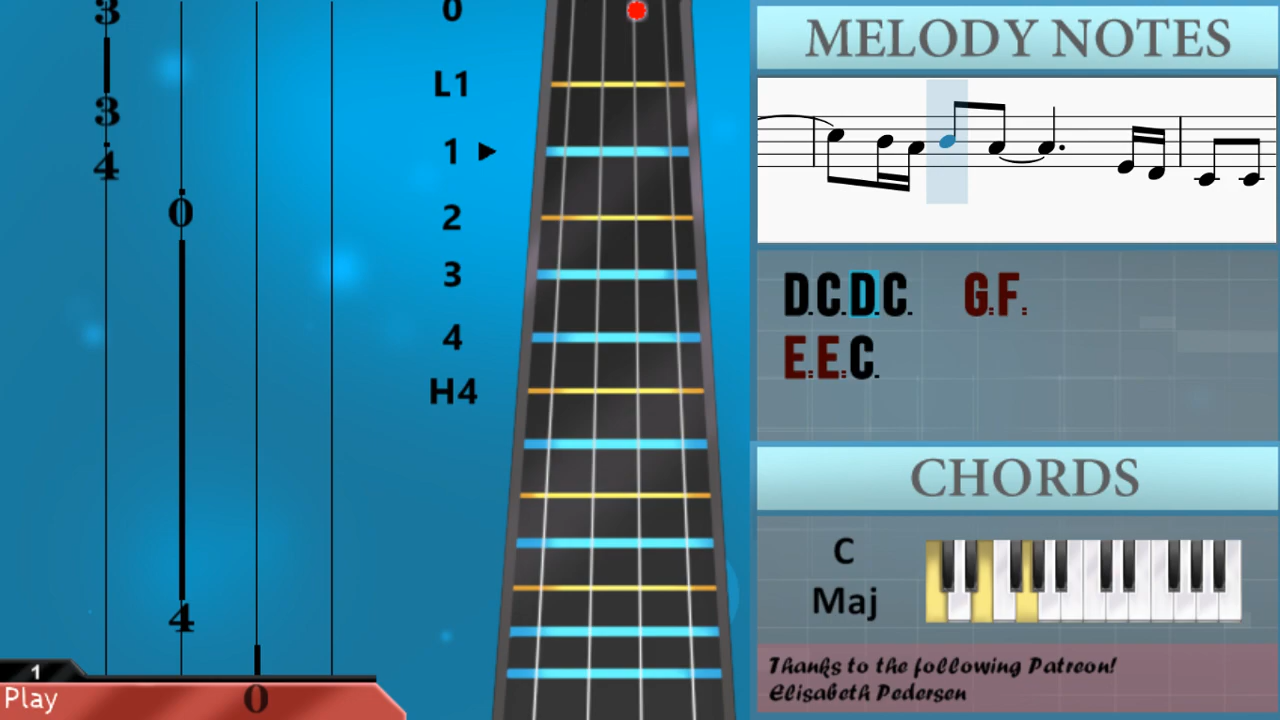 3
3
4
0
4
0
1
Play
0
L1
1
2
3
4
H4
MELODY NOTES
D.C.D.C. G:F:
E:E:C.
CHORDS
C
Maj
Thanks to the following Patreon!
Elisabeth Pedersen